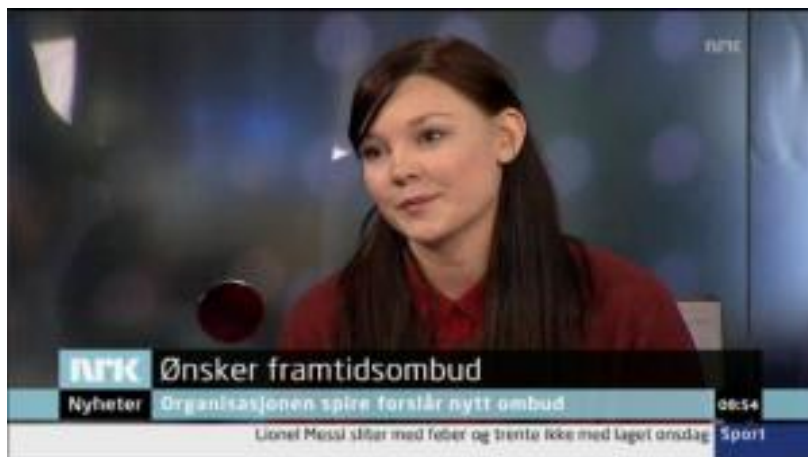 nrk
nrk Ønsker framtidsombud
Nyheter Organisasjonen spire forslår nytt ombud 08:54
Lionel Messi sliter med feber og trente ikke med laget onsdag Sport